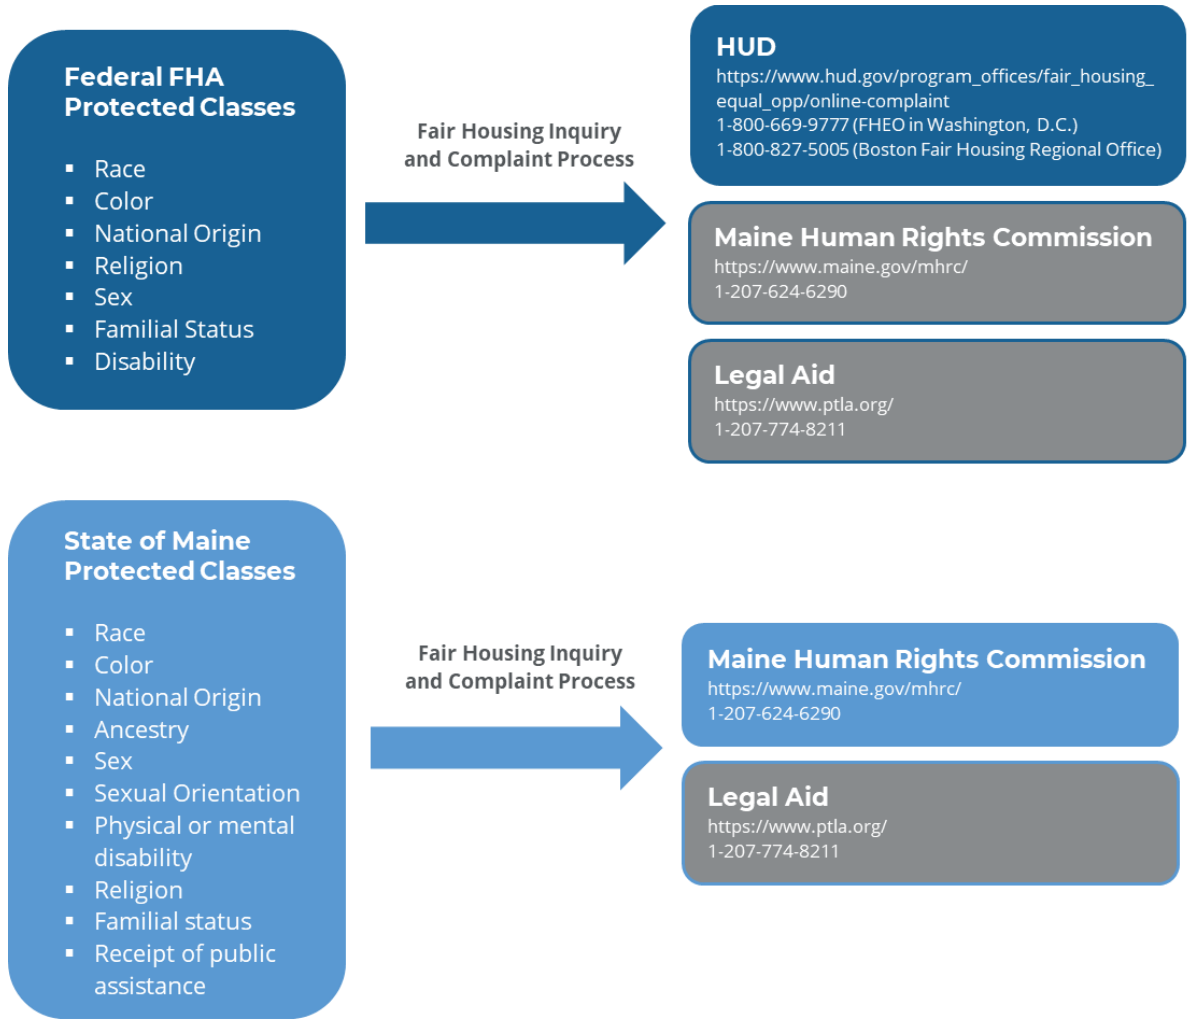 Federal FHA
Protected Classes
▪ Race
▪ Color
▪ National Origin
▪ Religion
▪ Sex
▪ Familial Status
▪ Disability
Fair Housing Inquiry
and Complaint Process
HUD
https://www.hud.gov/program_offices/fair_housing_
equal_opp/online-complaint
1-800-669-9777 (FHEO in Washington, D.C.)
1-800-827-5005 (Boston Fair Housing Regional Office)
Maine Human Rights Commission
https://www.maine.gov/mhrc/
1-207-624-6290
Legal Aid
https://www.ptla.org/
1-207-774-8211
State of Maine
Protected Classes
▪ Race
▪ Color
▪ National Origin
▪ Ancestry
▪ Sex
▪ Sexual Orientation
▪ Physical or mental
disability
▪ Religion
▪ Familial status
▪ Receipt of public
assistance
Fair Housing Inquiry
and Complaint Process
Maine Human Rights Commission
https://www.maine.gov/mhrc/
1-207-624-6290
Legal Aid
https://www.ptla.org/
1-207-774-8211